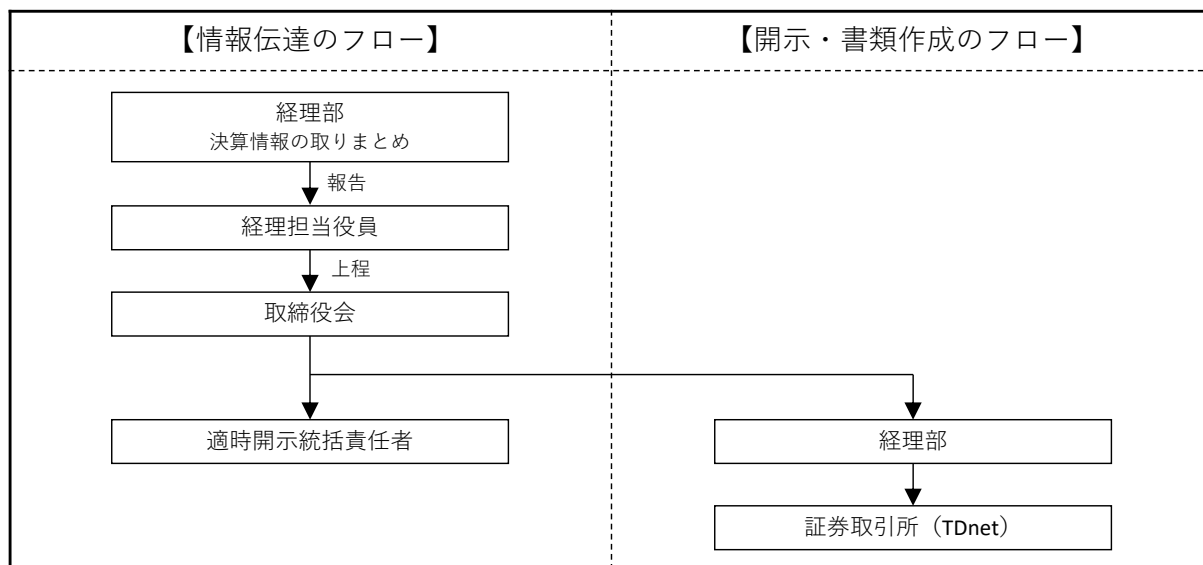 【情報伝達のフロー】
【開示・書類作成のフロー】
経理部
決算情報の取りまとめ
報告
経理担当役員
上程
取締役会
適時開示統括責任者
経理部
証券取引所（TDnet）